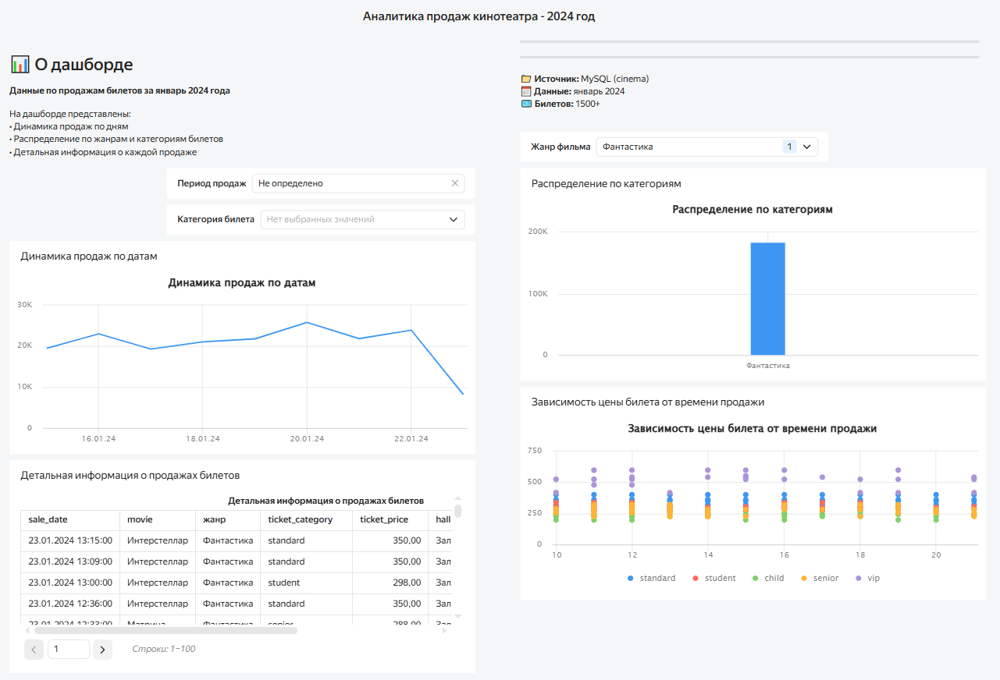 Аналитика продаж кинотеатра - 2024 год
О дашборде
Данные по продажам билетов за январь 2024 года
На дашборде представлены:
• Динамика продаж по дням
• Распределение по жанрам и категориям билетов
• Детальная информация о каждой продаже
Источник: MySQL (cinema)
Данные: январь 2024
Билетов: 1500+
Жанр фильма Фантастика 1
Период продаж Не определено
Категория билета Нет выбранных значений
Динамика продаж по датам
Динамика продаж по датам
30K
20K
10K
0
16.01.24 18.01.24 20.01.24 22.01.24
Распределение по категориям
Распределение по категориям
200K
100K
0
Фантастика
Зависимость цены билета от времени продажи
Зависимость цены билета от времени продажи
750
500
250
0
10 12 14 16 18 20
standard student child senior vip
Детальная информация о продажах билетов
Детальная информация о продажах билетов
sale_date movie жанр ticket_category ticket_price hall
23.01.2024 13:15:00 Интерстеллар Фантастика standard 350,00 Зал
23.01.2024 13:09:00 Интерстеллар Фантастика standard 350,00 Зал
23.01.2024 13:00:00 Интерстеллар Фантастика student 298,00 Зал
23.01.2024 12:36:00 Интерстеллар Фантастика standard 350,00 Зал
23.01.2024 12:33:00 Матрица Фантастика senior 288,00 Зал
1 Строки: 1–100